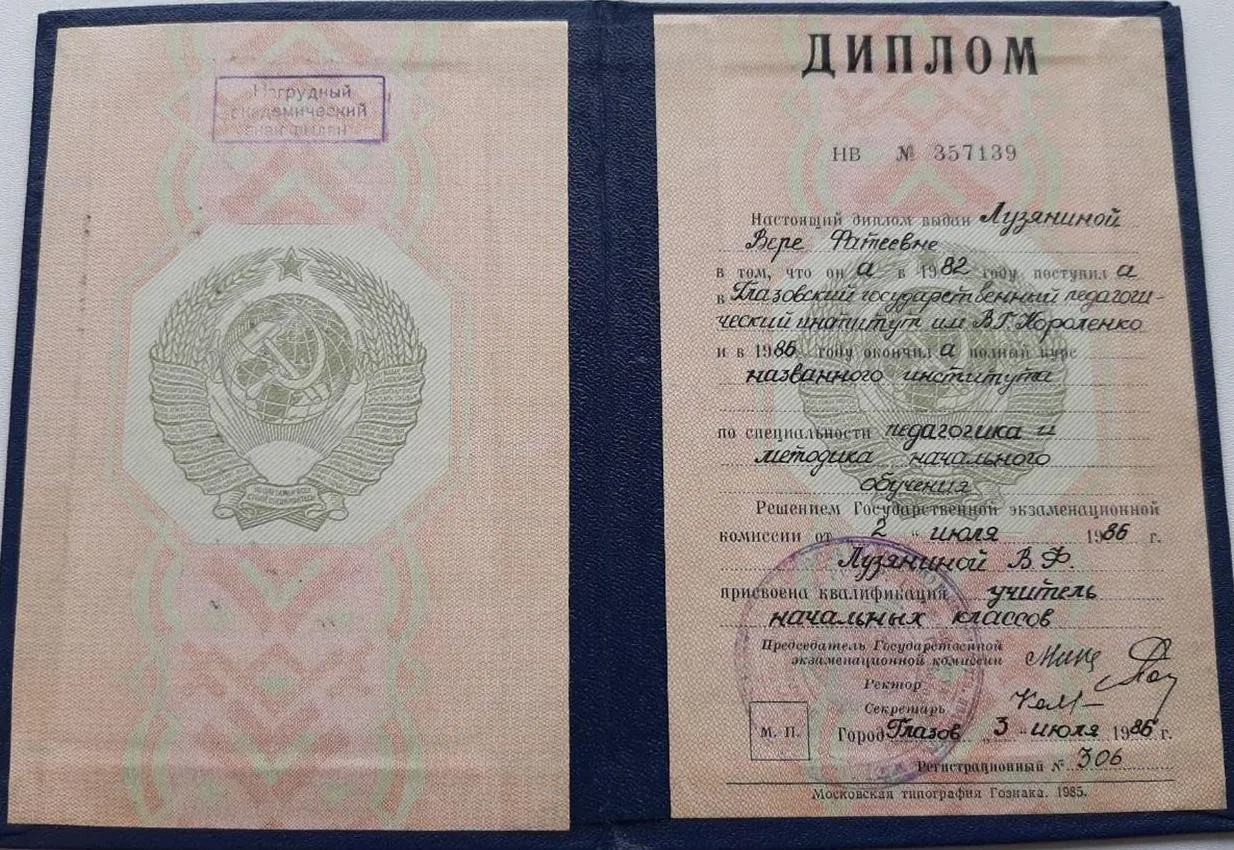 Нагрудный
академический
знак выдан
ДИПЛОМ
НВ № 357139
Настоящий диплом выдан Лузяниной
Вере Фатеевне
в том, что он а в 1982 году поступил а
в Глазовский государственный педагоги-
ческий институт им В.Г. Короленко
и в 1986 году окончил а полный курс
названного института
по специальности педагогика и
методика начального
обучения
Решением Государственной экзаменационной
комиссии от 2 " июля 1986 г.
Лузяниной В. Ф.
присвоена квалификация учитель
начальных классов
Председатель Государственной
экзаменационной комиссии
Ректор
Секретарь
М. П. Город Глазов „ 3 " июля 1986 г.
Регистрационный № 306
Московская типография Гознака. 1985.